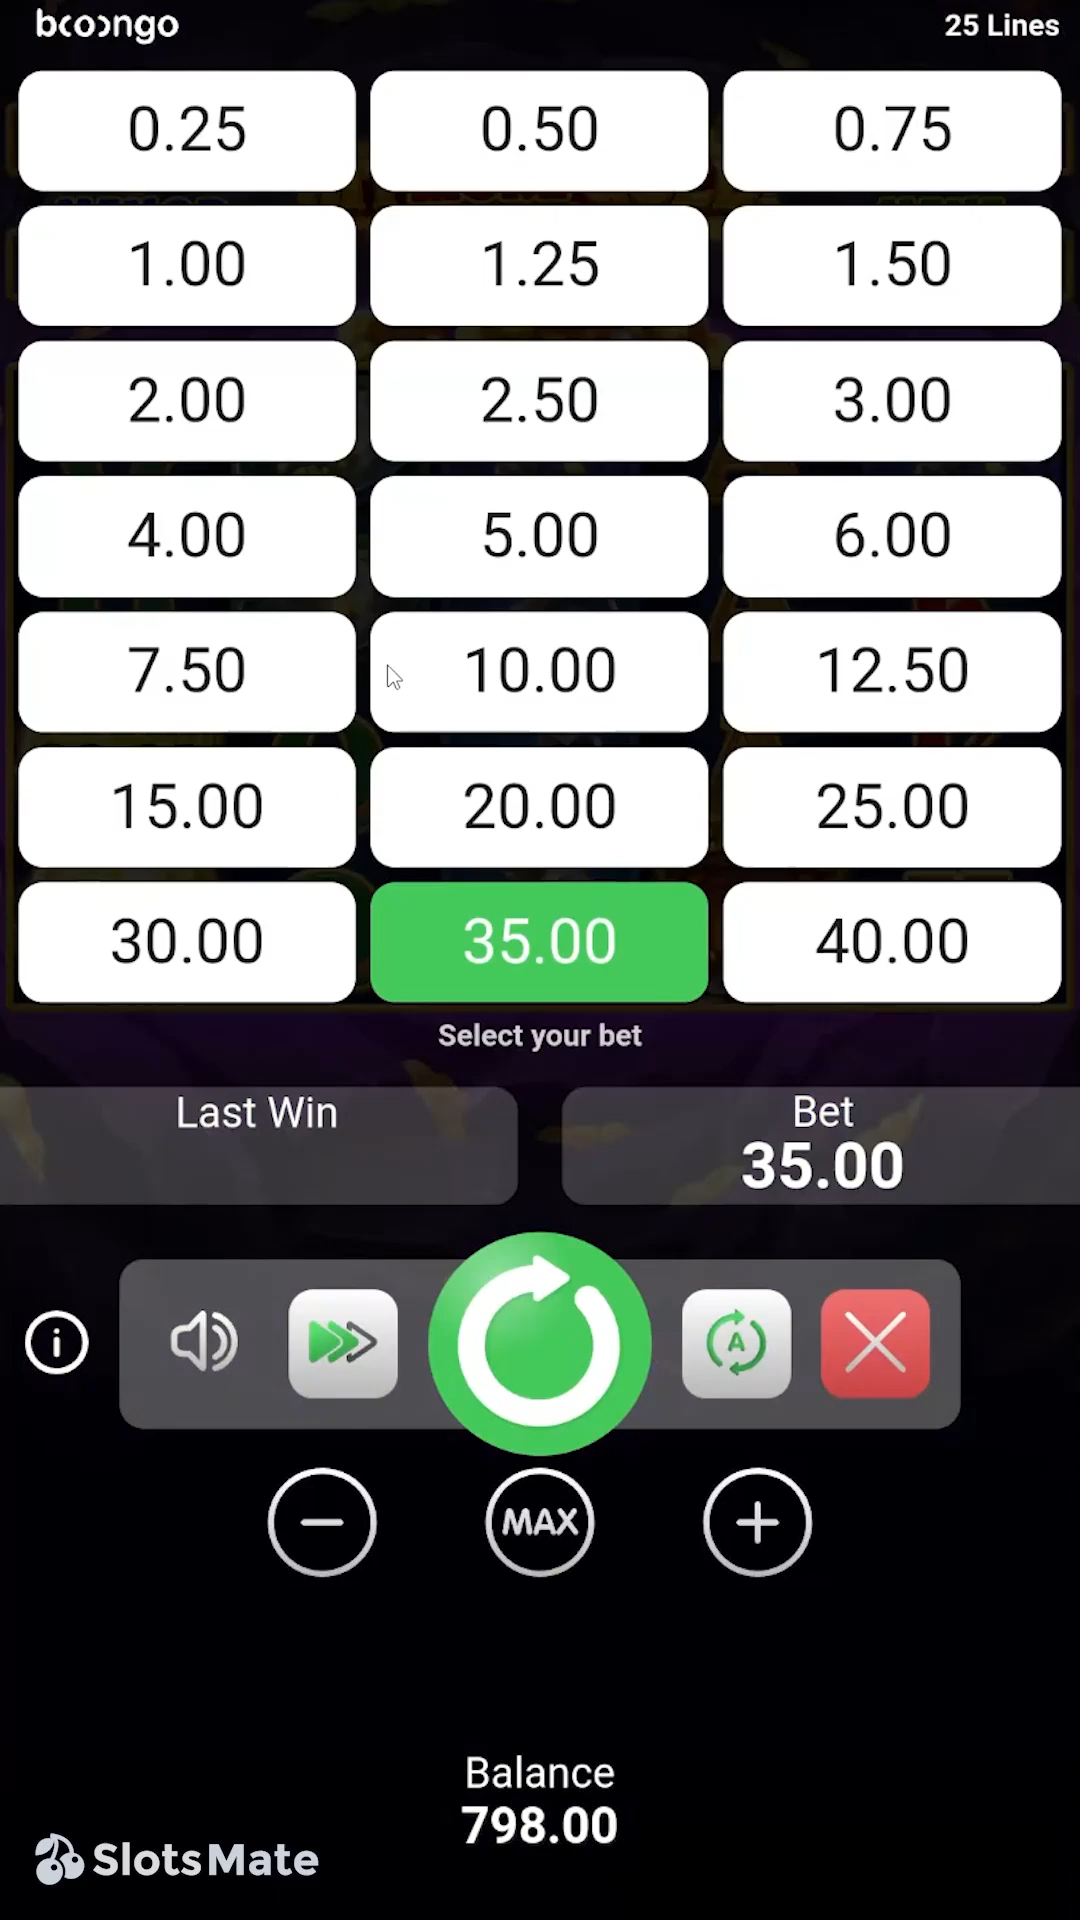 booongo
25 Lines
0.25 0.50 0.75
1.00 1.25 1.50
2.00 2.50 3.00
4.00 5.00 6.00
7.50 10.00 12.50
15.00 20.00 25.00
30.00 35.00 40.00
Select your bet
Last Win
Bet
35.00
i
A
MAX
Balance
798.00
SlotsMate